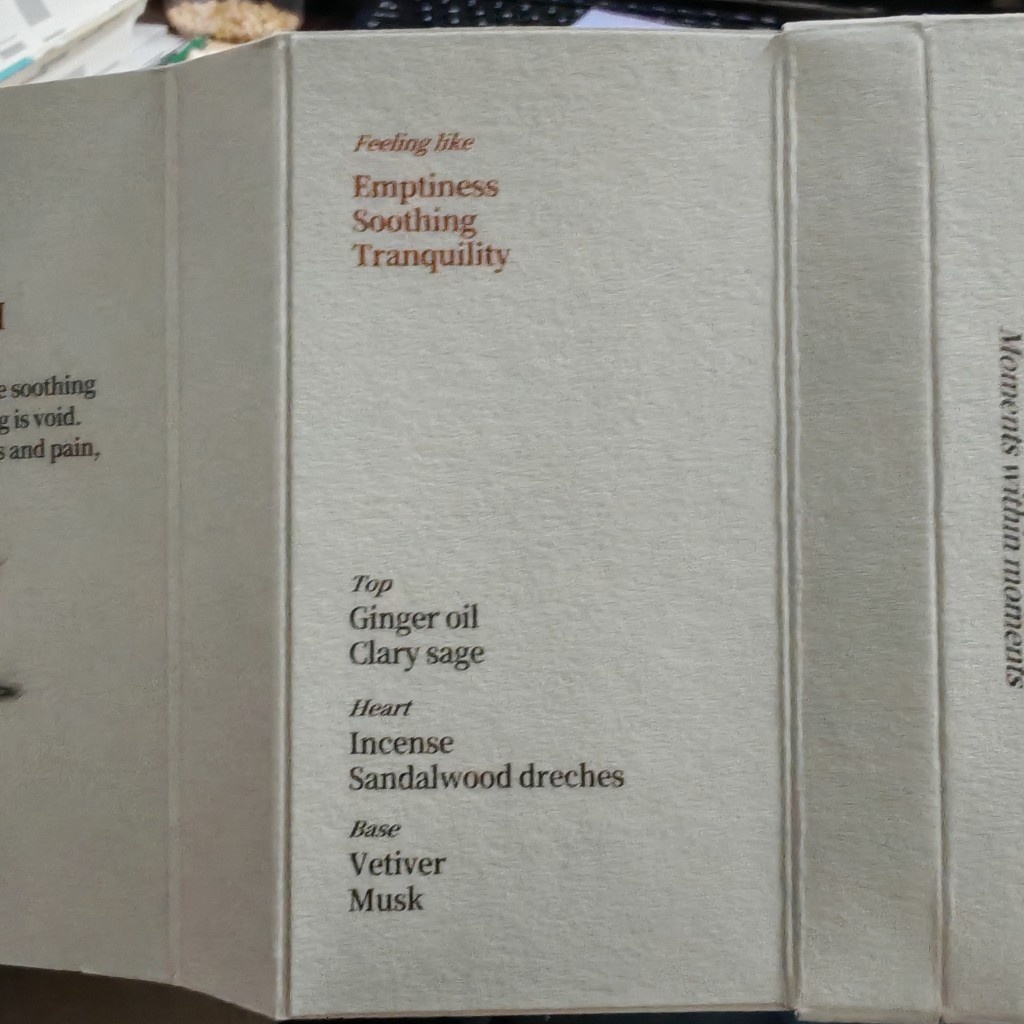 soothing
is void.
and pain,
Feeling like
Emptiness
Soothing
Tranquility
Top
Ginger oil
Clary sage
Heart
Incense
Sandalwood dreches
Base
Vetiver
Musk
Moments within moments